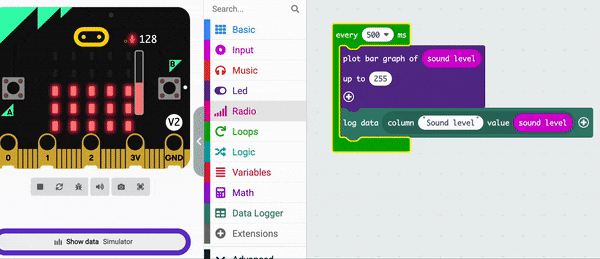 128
B
A
V2
0 1 2 3V GND
Show data Simulator
Search...
Basic
Input
Music
Led
Radio
Loops
Logic
Variables
Math
Data Logger
Extensions
Advanced
every 500 ms
plot bar graph of sound level
up to 255
log data column "Sound level" value sound level